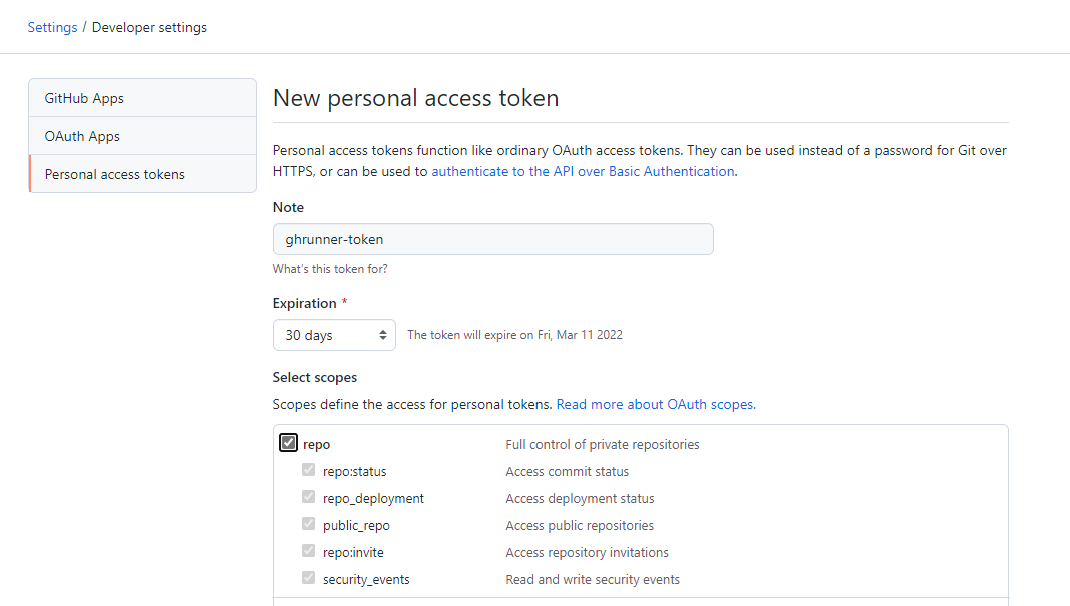 Settings / Developer settings
GitHub Apps
OAuth Apps
Personal access tokens
New personal access token
Personal access tokens function like ordinary OAuth access tokens. They can be used instead of a password for Git over
HTTPS, or can be used to authenticate to the API over Basic Authentication.
Note
ghrunner-token
What's this token for?
Expiration *
30 days The token will expire on Fri, Mar 11 2022
Select scopes
Scopes define the access for personal tokens. Read more about OAuth scopes.
repo Full control of private repositories
repo:status Access commit status
repo_deployment Access deployment status
public_repo Access public repositories
repo:invite Access repository invitations
security_events Read and write security events